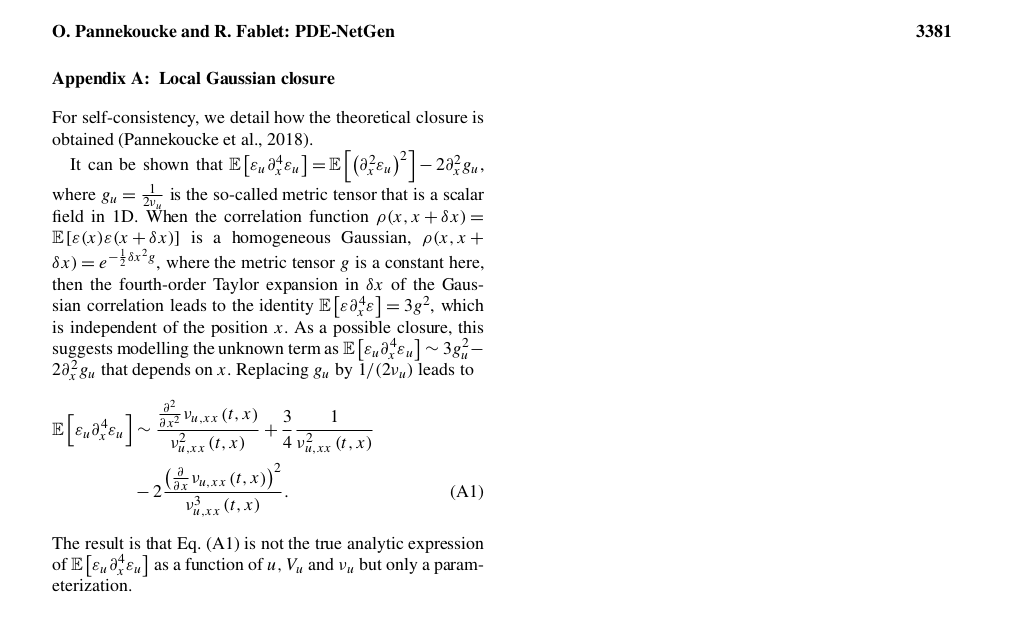 O. Pannekoucke and R. Fablet: PDE-NetGen 3381
Appendix A: Local Gaussian closure
For self-consistency, we detail how the theoretical closure is
obtained (Pannekoucke et al., 2018).
It can be shown that 𝔼[ε_u ∂_x^4 ε_u] = 𝔼[(∂_x^2 ε_u)^2] − 2∂_x^2 g_u,
where g_u = 1/(2ν_u) is the so-called metric tensor that is a scalar
field in 1D. When the correlation function ρ(x, x + δx) =
𝔼[ε(x)ε(x + δx)] is a homogeneous Gaussian, ρ(x, x +
δx) = e^{−(1/2)δx^2 g}, where the metric tensor g is a constant here,
then the fourth-order Taylor expansion in δx of the Gaus-
sian correlation leads to the identity 𝔼[ε∂_x^4 ε] = 3g^2, which
is independent of the position x. As a possible closure, this
suggests modelling the unknown term as 𝔼[ε_u ∂_x^4 ε_u] ∼ 3g_u^2 −
2∂_x^2 g_u that depends on x. Replacing g_u by 1/(2ν_u) leads to
𝔼[ε_u ∂_x^4 ε_u] ∼ (∂^2/∂x^2 ν_{u,xx}(t, x))/(ν_{u,xx}^2(t, x)) + (3/4) 1/(ν_{u,xx}^2(t, x))
− 2 (∂/∂x ν_{u,xx}(t, x))^2/(ν_{u,xx}^3(t, x)). (A1)
The result is that Eq. (A1) is not the true analytic expression
of 𝔼[ε_u ∂_x^4 ε_u] as a function of u, V_u and ν_u but only a param-
eterization.